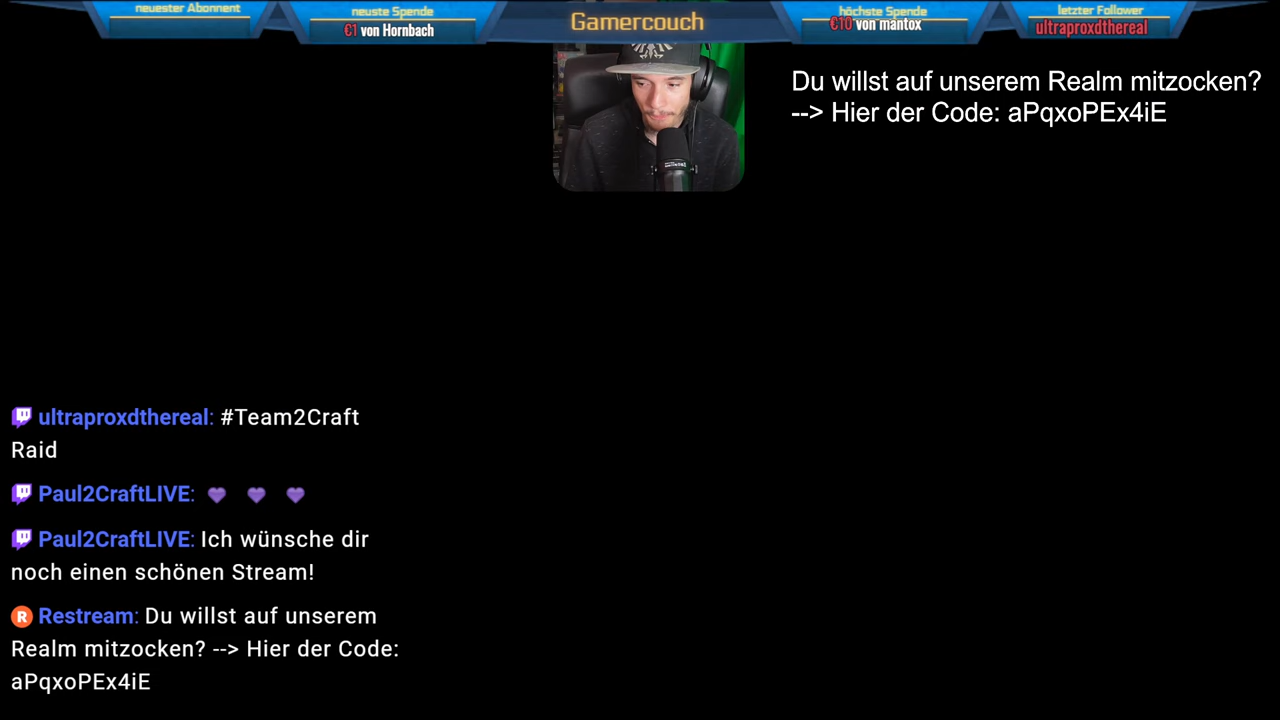 neuester Abonnent
neuste Spende
€1 von Hornbach
Gamercouch
höchste Spende
€10 von mantox
letzter Follower
ultraproxdthereal
Du willst auf unserem Realm mitzocken?
--> Hier der Code: aPqxoPEx4iE
ultraproxdthereal: #Team2Craft
Raid
Paul2CraftLIVE:
Paul2CraftLIVE: Ich wünsche dir
noch einen schönen Stream!
R Restream: Du willst auf unserem
Realm mitzocken? --> Hier der Code:
aPqxoPEx4iE